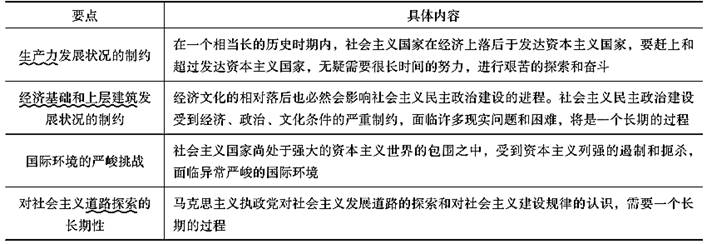 要点
具体内容
生产力发展状况的制约
在一个相当长的历史时期内，社会主义国家在经济上落后于发达资本主义国家，要赶上和
超过发达资本主义国家，无疑需要很长时间的努力，进行艰苦的探索和奋斗
经济基础和上层建筑发
展状况的制约
经济文化的相对落后也必然会影响社会主义民主政治建设的进程。社会主义民主政治建设
受到经济、政治、文化条件的严重制约，面临许多现实问题和困难，将是一个长期的过程
国际环境的严峻挑战
社会主义国家尚处于强大的资本主义世界的包围之中，受到资本主义列强的遏制和扼杀，
面临异常严峻的国际环境
对社会主义道路探索的
长期性
马克思主义执政党对社会主义发展道路的探索和对社会主义建设规律的认识，需要一个长
期的过程